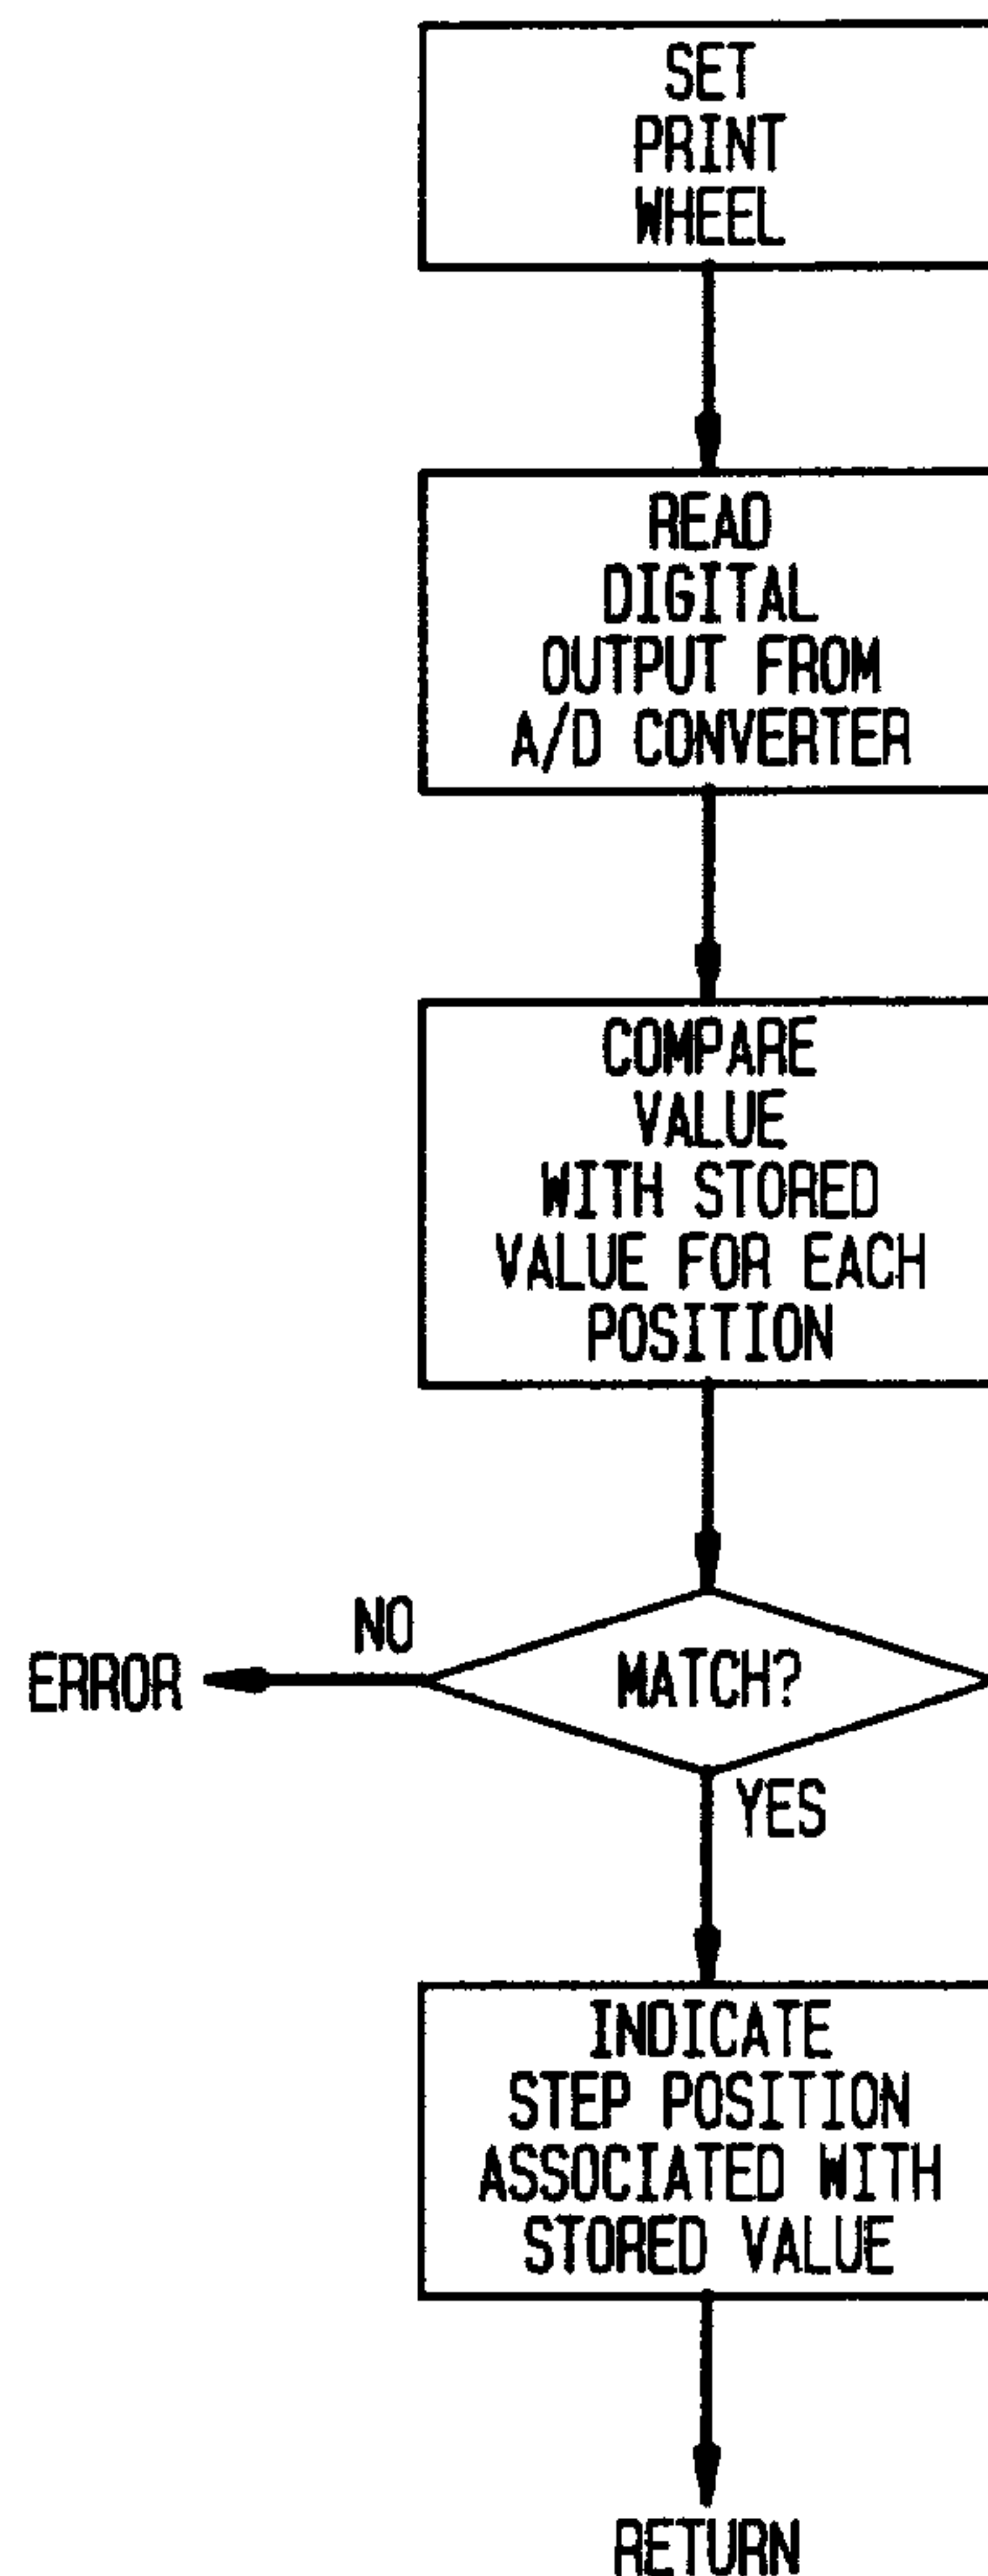 SET
PRINT
WHEEL
READ
DIGITAL
OUTPUT FROM
A/D CONVERTER
COMPARE
VALUE
WITH STORED
VALUE FOR EACH
POSITION
NO
ERROR
MATCH?
YES
INDICATE
STEP POSITION
ASSOCIATED WITH
STORED VALUE
RETURN